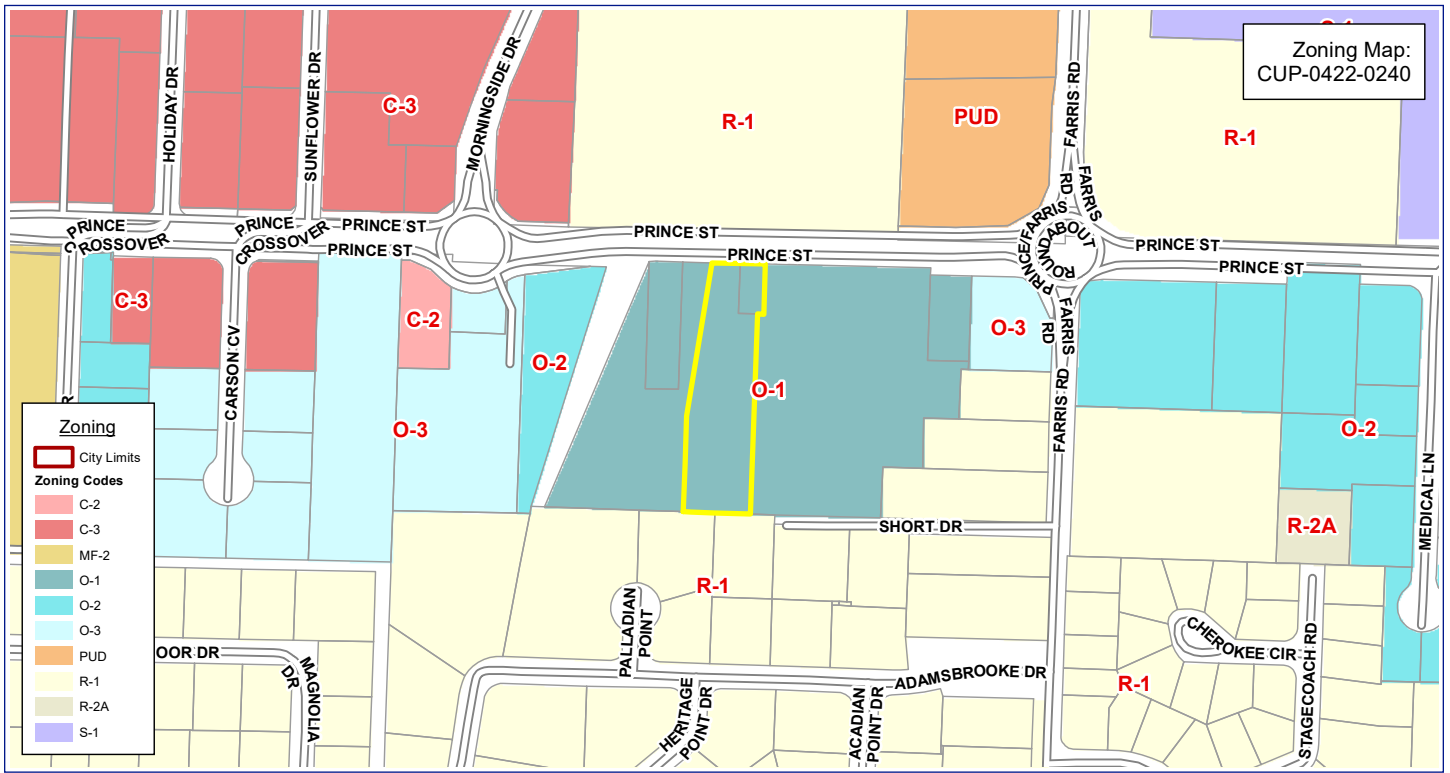 Zoning Map:
CUP-0422-0240
HOLIDAY DR
SUNFLOWER DR
C-3
MORNINGSIDE DR
R-1
PUD
FARRIS RD
R-1
FARRIS
RD
PRINCE
CROSSOVER
PRINCE
CROSSOVER
PRINCE ST
PRINCE ST
PRINCE ST
PRINCE ST
PRINCE/FARRIS
ROUNDABOUT
PRINCE ST
PRINCE ST
C-3
C-2
CARSON CV
O-3
O-2
O-1
O-3
FARRIS
RD
FARRIS RD
O-2
MEDICAL LN
R-2A
SHORT DR
R-1
PALLADIAN
POINT
HERITAGE
POINT DR
ACADIAN
POINT DR
ADAMSBROOKE DR
R-1
CHEROKEE CIR
STAGECOACH RD
OOR DR
MAGNOLIA
DR
R
Zoning
City Limits
Zoning Codes
C-2
C-3
MF-2
O-1
O-2
O-3
PUD
R-1
R-2A
S-1